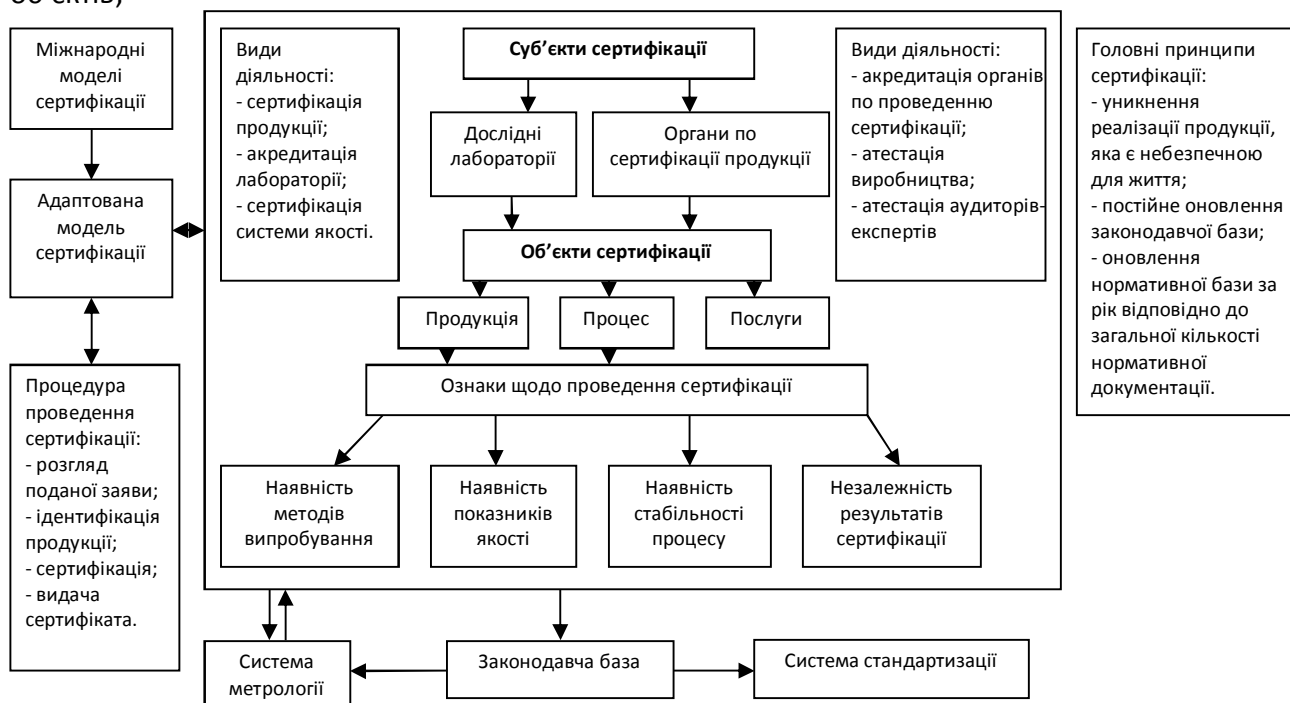 Міжнародні
моделі
сертифікації
Адаптована
модель
сертифікації
Процедура
проведення
сертифікації:
- розгляд
поданої заяви;
- ідентифікація
продукції;
- сертифікація;
- видача
сертифіката.
Види
діяльності:
- сертифікація
продукції;
- акредитація
лабораторії;
- сертифікація
системи якості.
Суб’єкти сертифікації
Дослідні
лабораторії
Органи по
сертифікації продукції
Об’єкти сертифікації
Продукція
Процес
Послуги
Види діяльності:
- акредитація органів
по проведенню
сертифікації;
- атестація
виробництва;
- атестація аудиторів-
експертів
Ознаки щодо проведення сертифікації
Наявність
методів
випробування
Наявність
показників
якості
Наявність
стабільності
процесу
Незалежність
результатів
сертифікації
Головні принципи
сертифікації:
- уникнення
реалізації продукції,
яка є небезпечною
для життя;
- постійне оновлення
законодавчої бази;
- оновлення
нормативної бази за
рік відповідно до
загальної кількості
нормативної
документації.
Система
метрології
Законодавча база
Система стандартизації